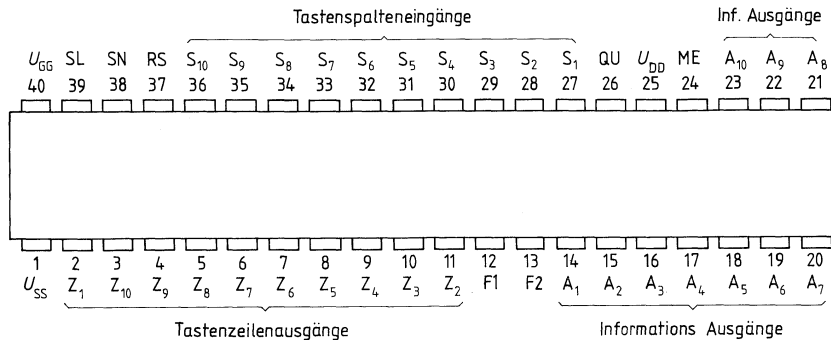 Tastenspalteneingänge Inf. Ausgänge
U_GG SL SN RS S₁₀ S₉ S₈ S₇ S₆ S₅ S₄ S₃ S₂ S₁ QU U_DD ME A₁₀ A₉ A₈
40 39 38 37 36 35 34 33 32 31 30 29 28 27 26 25 24 23 22 21
1 2 3 4 5 6 7 8 9 10 11 12 13 14 15 16 17 18 19 20
U_SS Z₁ Z₁₀ Z₉ Z₈ Z₇ Z₆ Z₅ Z₄ Z₃ Z₂ F1 F2 A₁ A₂ A₃ A₄ A₅ A₆ A₇
Tastenzeilenausgänge Informations Ausgänge